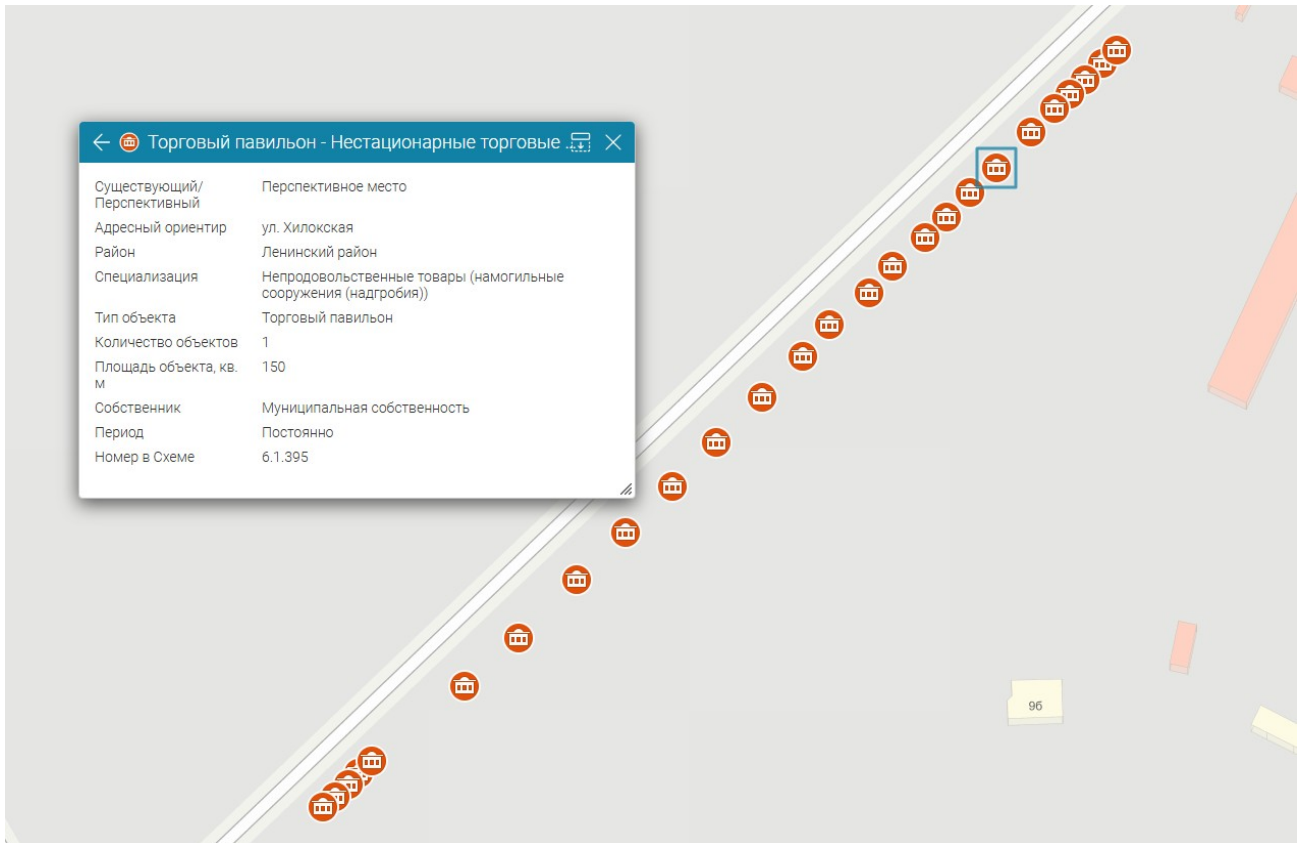 Торговый павильон - Нестационарные торговые ...
Существующий/ Перспективное место
Перспективный
Адресный ориентир ул. Хилокская
Район Ленинский район
Специализация Непродовольственные товары (намогильные
сооружения (надгробия))
Тип объекта Торговый павильон
Количество объектов 1
Площадь объекта, кв. 150
м
Собственник Муниципальная собственность
Период Постоянно
Номер в Схеме 6.1.395
9б